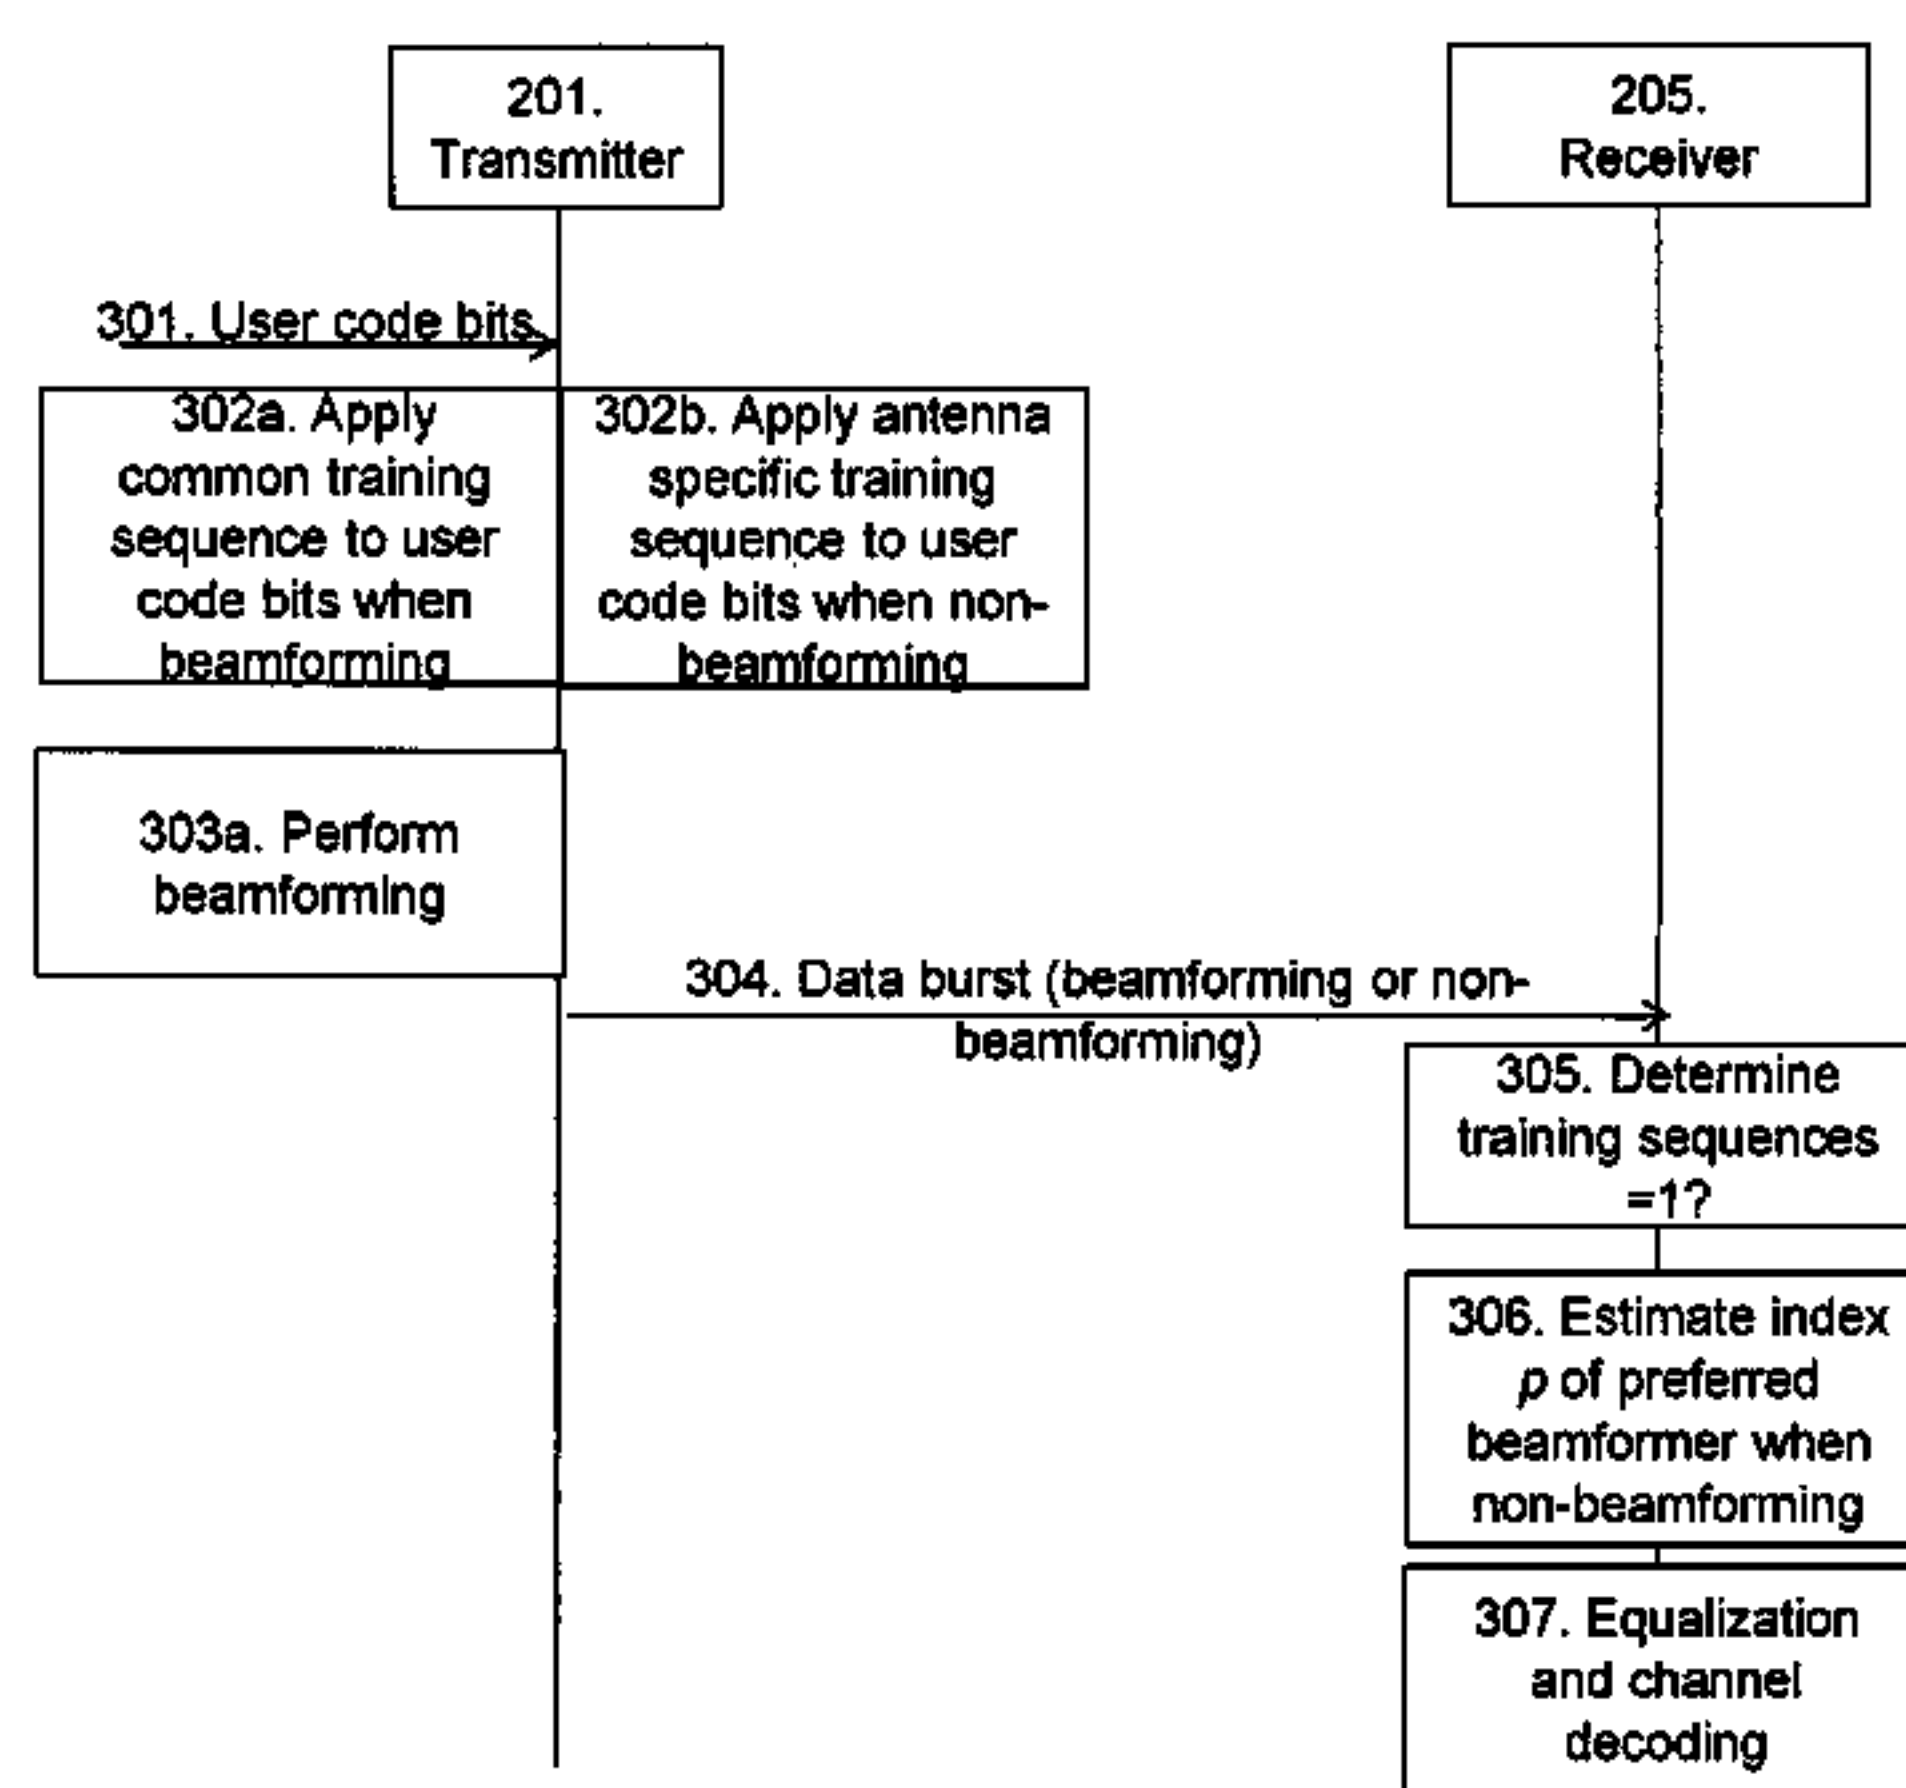 201.
Transmitter
205.
Receiver
301. User code bits
302a. Apply
common training
sequence to user
code bits when
beamforming
302b. Apply antenna
specific training
sequence to user
code bits when non-
beamforming
303a. Perform
beamforming
304. Data burst (beamforming or non-
beamforming)
305. Determine
training sequences
=1?
306. Estimate index
p of preferred
beamformer when
non-beamforming
307. Equalization
and channel
decoding